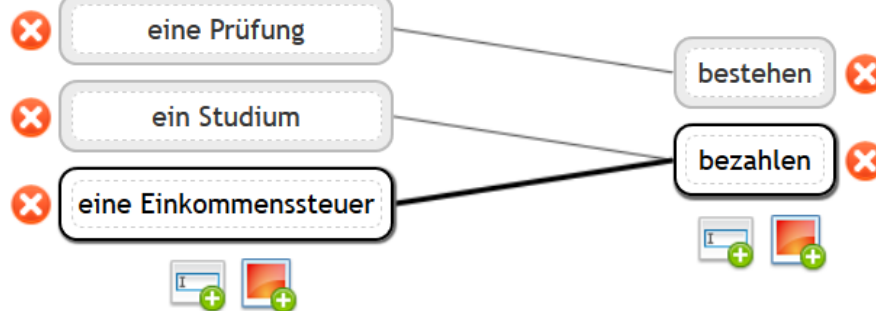 eine Prüfung
bestehen
ein Studium
bezahlen
eine Einkommenssteuer